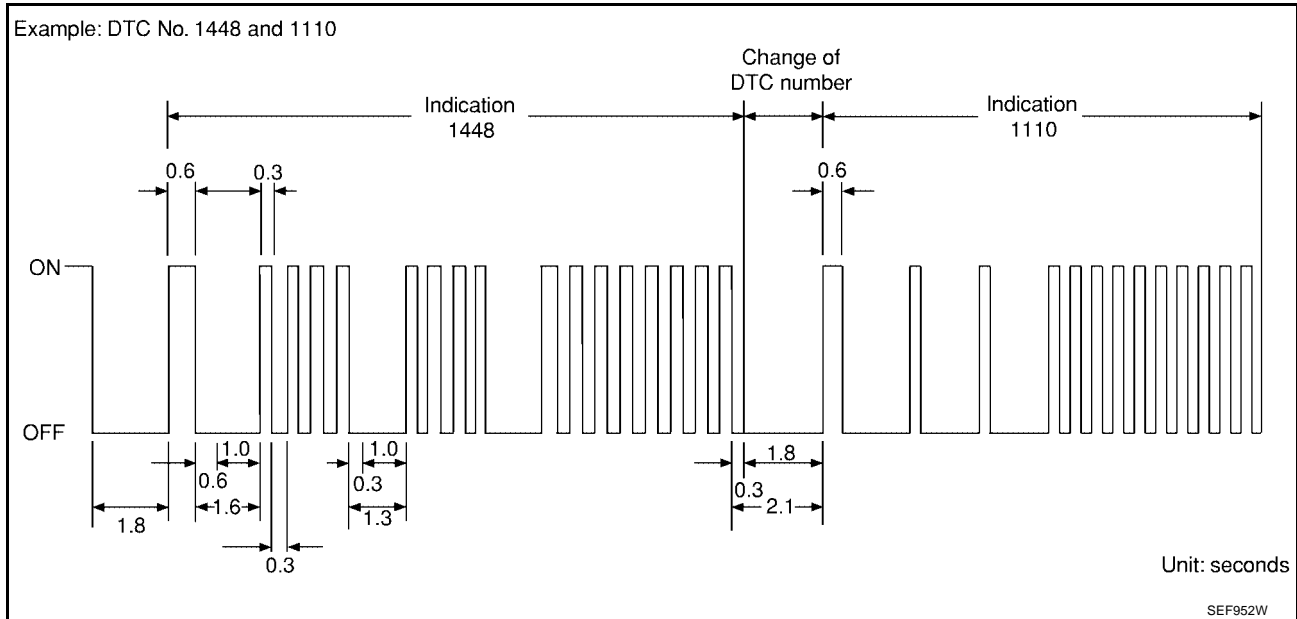 Example: DTC No. 1448 and 1110
Change of
DTC number
Indication
1448
Indication
1110
0.6
0.3
0.6
ON
OFF
1.0
1.0
1.8
0.6
0.3
0.3
1.8
1.6
1.3
2.1
0.3
Unit: seconds
SEF952W